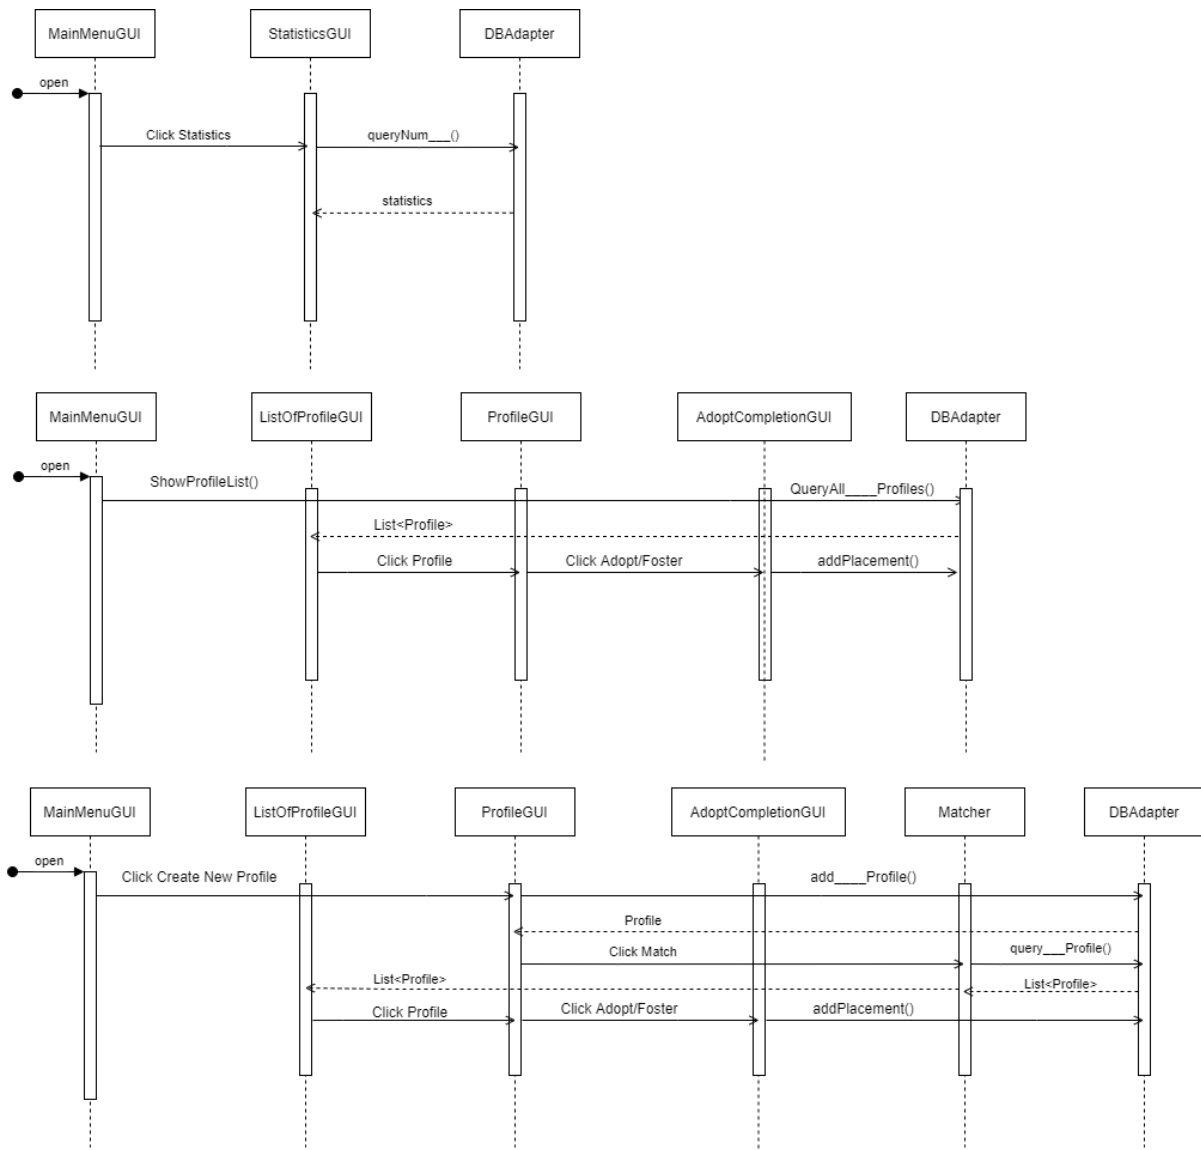 MainMenuGUI StatisticsGUI DBAdapter
open
Click Statistics queryNum___()
statistics
MainMenuGUI ListOfProfileGUI ProfileGUI AdoptCompletionGUI DBAdapter
open
ShowProfileList() QueryAll____Profiles()
List<Profile>
Click Profile Click Adopt/Foster addPlacement()
MainMenuGUI ListOfProfileGUI ProfileGUI AdoptCompletionGUI Matcher DBAdapter
open
Click Create New Profile add____Profile()
Profile
Click Match query___Profile()
List<Profile> List<Profile>
Click Profile Click Adopt/Foster addPlacement()